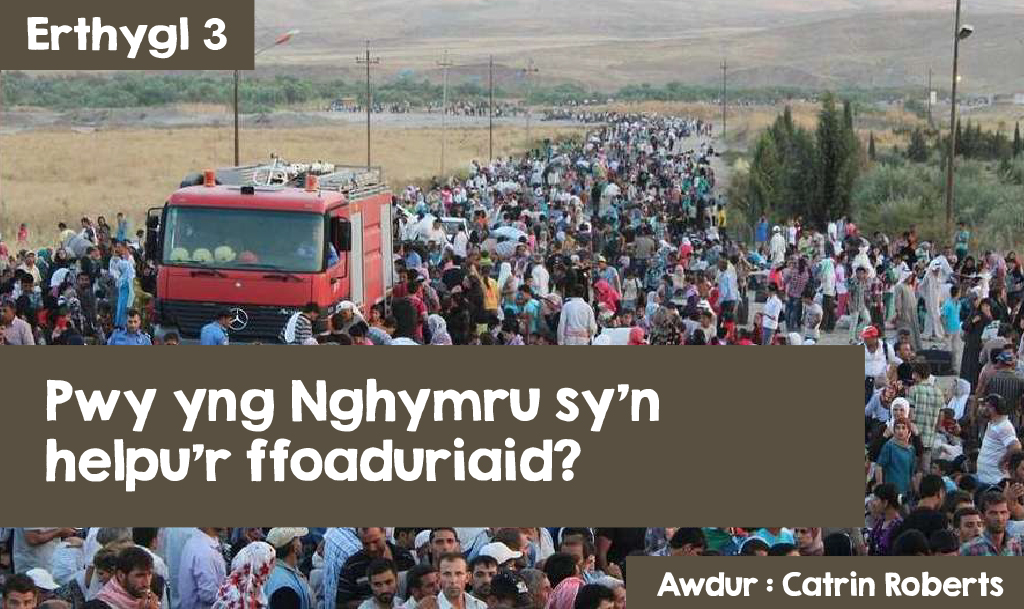 Erthygl 3
Pwy yng Nghymru sy'n
helpu'r ffoaduriaid?
Awdur : Catrin Roberts